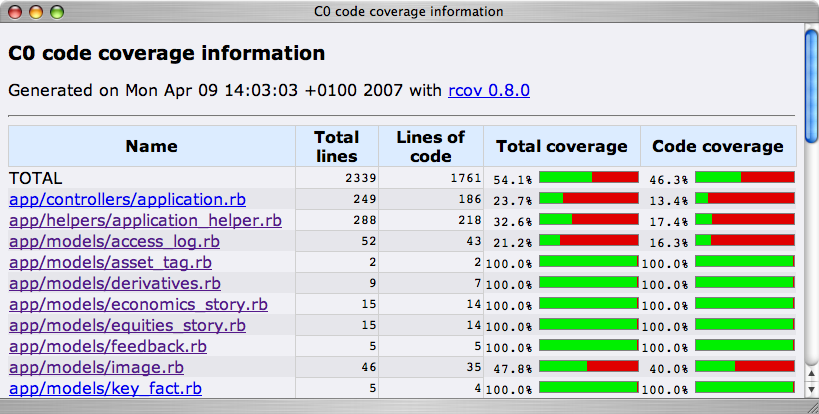 C0 code coverage information
C0 code coverage information
Generated on Mon Apr 09 14:03:03 +0100 2007 with rcov 0.8.0
Name Total lines Lines of code Total coverage Code coverage
TOTAL 2339 1761 54.1% 46.3%
app/controllers/application.rb 249 186 23.7% 13.4%
app/helpers/application_helper.rb 288 218 32.6% 17.4%
app/models/access_log.rb 52 43 21.2% 16.3%
app/models/asset_tag.rb 2 2 100.0% 100.0%
app/models/derivatives.rb 9 7 100.0% 100.0%
app/models/economics_story.rb 15 14 100.0% 100.0%
app/models/equities_story.rb 15 14 100.0% 100.0%
app/models/feedback.rb 5 5 100.0% 100.0%
app/models/image.rb 46 35 47.8% 40.0%
app/models/key_fact.rb 5 4 100.0% 100.0%